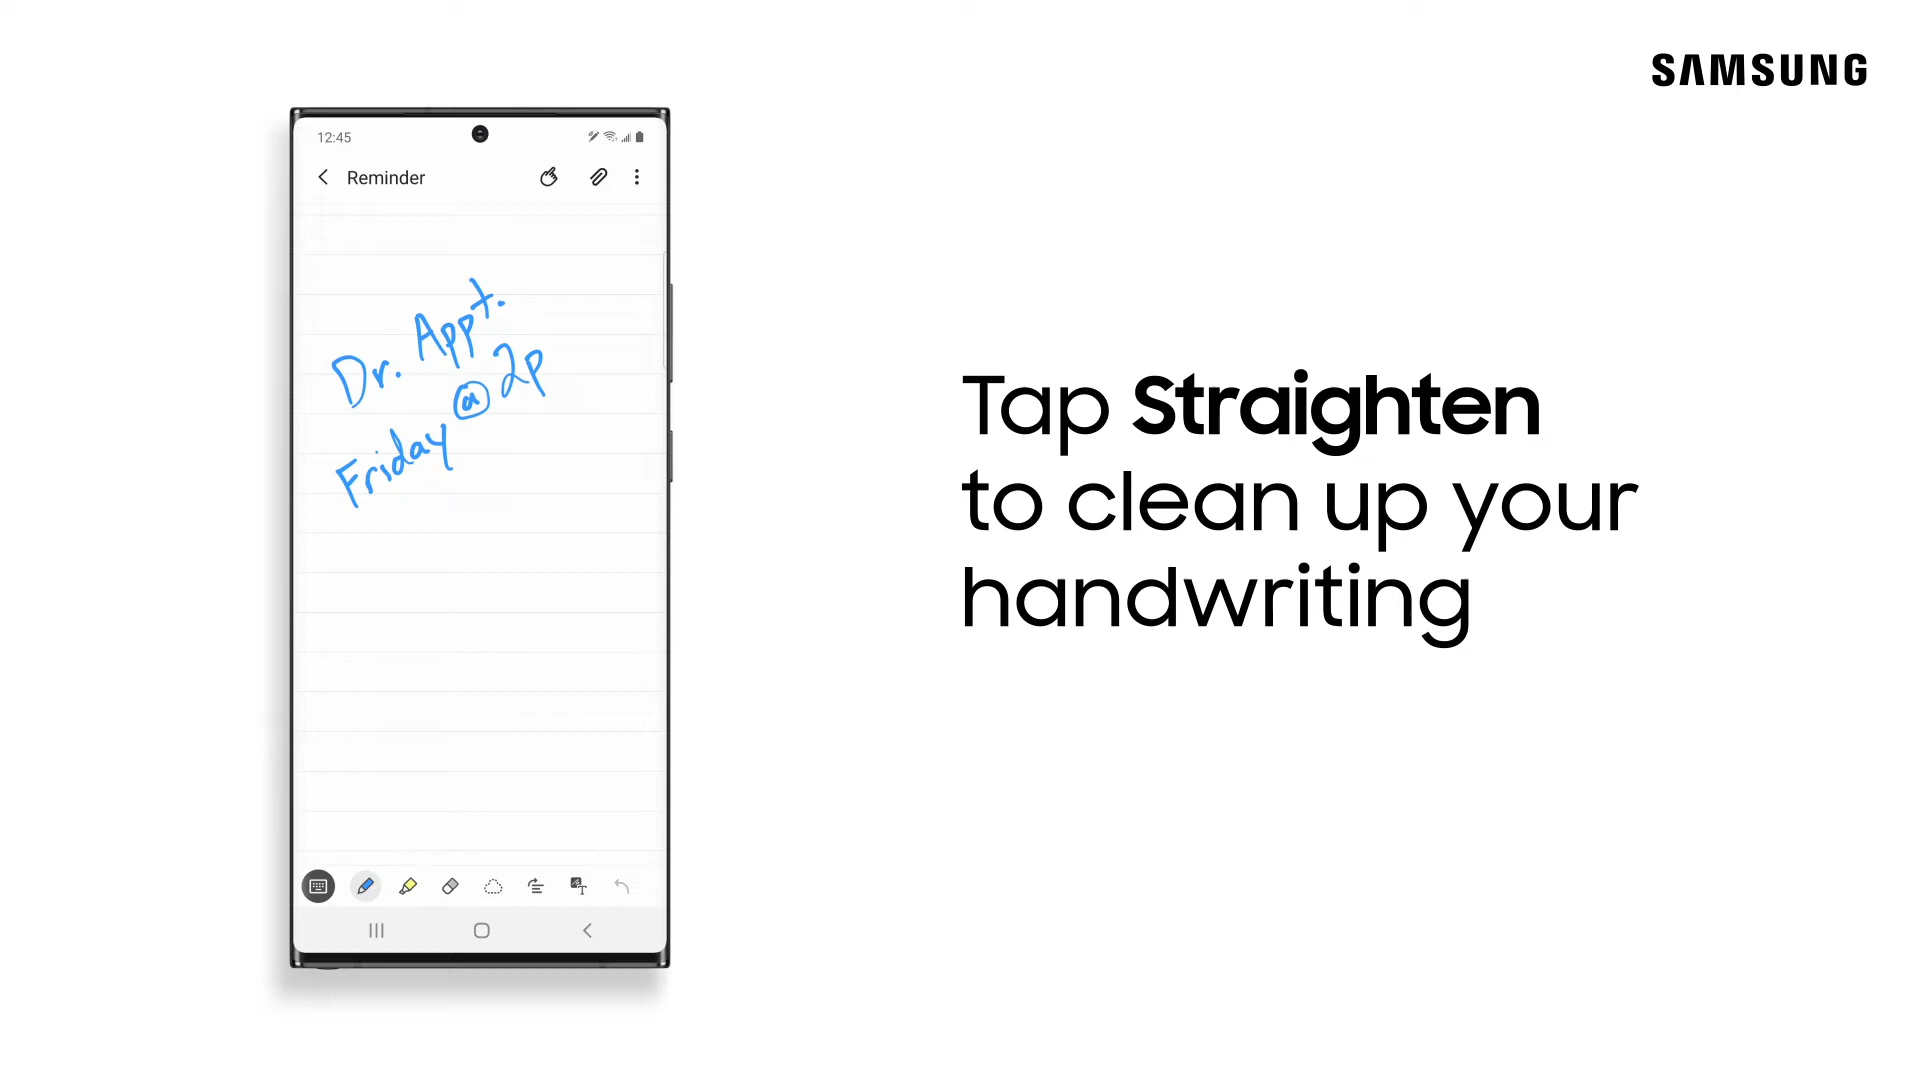 SAMSUNG
12:45
Reminder
Dr. Appt.
Friday @ 2p
Tap Straighten
to clean up your
handwriting